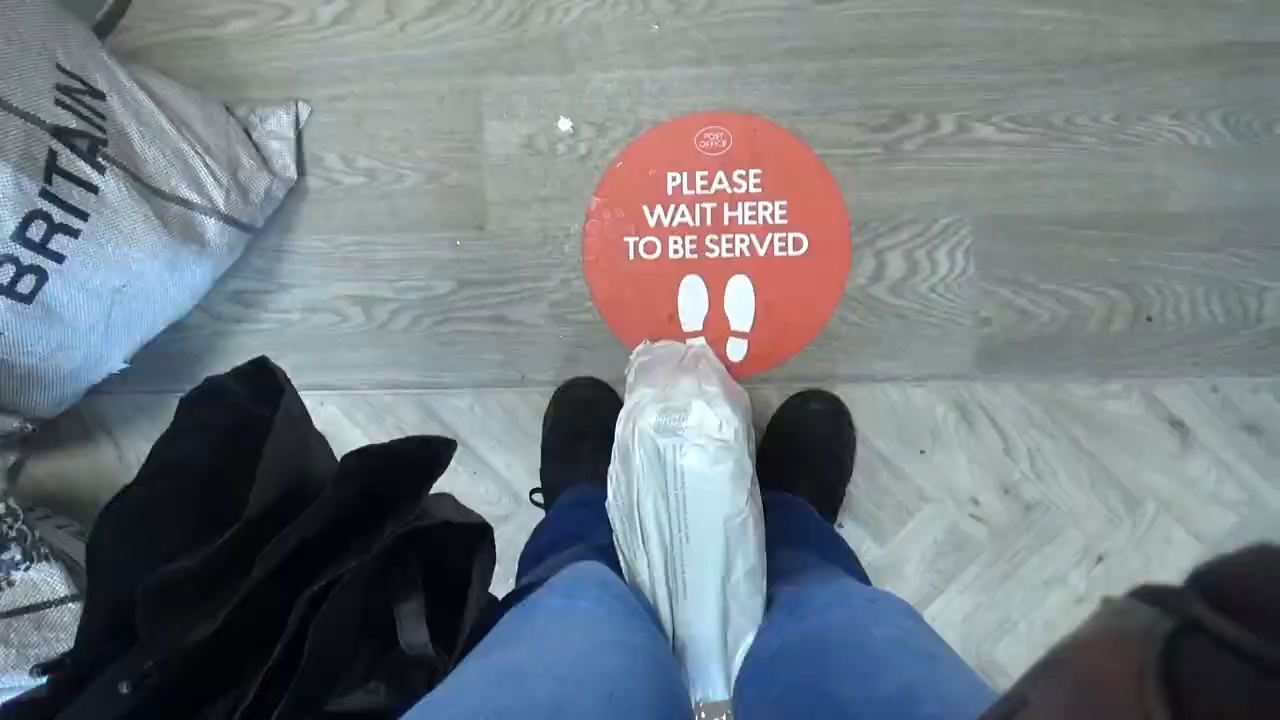 BRITAIN
POST
OFFICE
PLEASE
WAIT HERE
TO BE SERVED